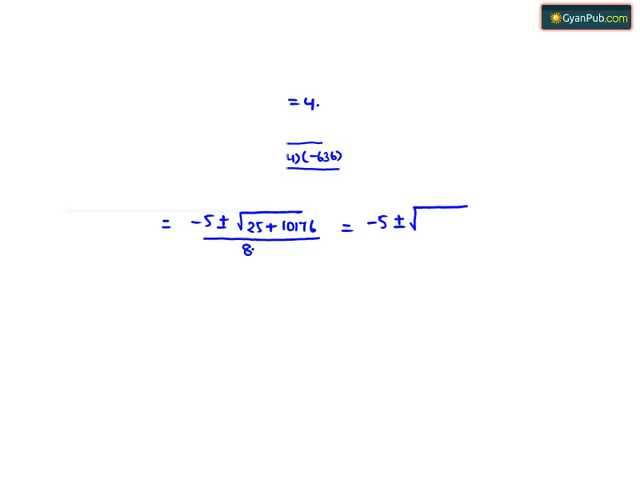 GyanPub.com
= 4.
4)(-636)
= -5 ± √25 + 10176 = -5 ± √
8.